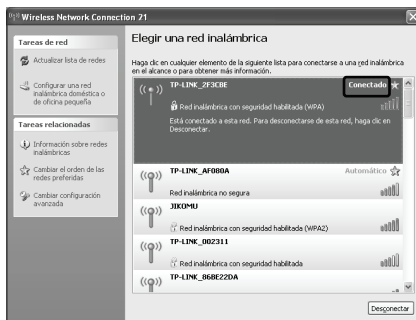 Wireless Network Connection 21
Tareas de red
Actualizar lista de redes
Configurar una red
inalámbrica doméstica o
de oficina pequeña
Tareas relacionadas
Información sobre redes
inalámbricas
Cambiar el orden de las
redes preferidas
Cambiar configuración
avanzada
Elegir una red inalámbrica
Haga clic en cualquier elemento de la siguiente lista para conectarse a una red inalámbrica
en el alcance o para obtener más información.
TP-LINK_2F3CBE
Conectado
Red inalámbrica con seguridad habilitada (WPA)
Está conectado a esta red. Para desconectarse de esta red, haga clic en
Desconectar.
TP-LINK_AF080A
Automático
Red inalámbrica no segura
JIKOMU
Red inalámbrica con seguridad habilitada (WPA2)
TP-LINK_002311
Red inalámbrica con seguridad habilitada
TP-LINK_86BE22DA
Desconectar